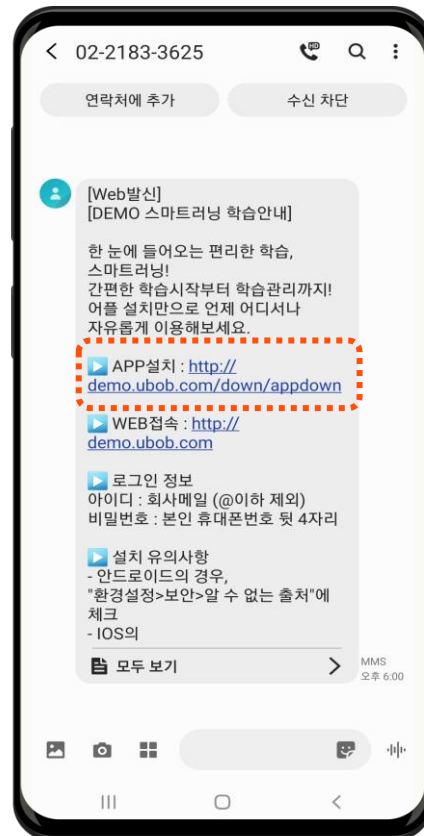 02-2183-3625
연락처에 추가
수신 차단
[Web발신]
[DEMO 스마트러닝 학습안내]
한 눈에 들어오는 편리한 학습,
스마트러닝!
간편한 학습시작부터 학습관리까지!
어플 설치만으로 언제 어디서나
자유롭게 이용해보세요.
APP설치 : http://
demo.ubob.com/down/appdown
WEB접속 : http://
demo.ubob.com
로그인 정보
아이디 : 회사메일 (@이하 제외)
비밀번호 : 본인 휴대폰번호 뒷 4자리
설치 유의사항
- 안드로이드의 경우,
"환경설정>보안>알 수 없는 출처"에
체크
- IOS의
모두 보기
MMS
오후 6:00